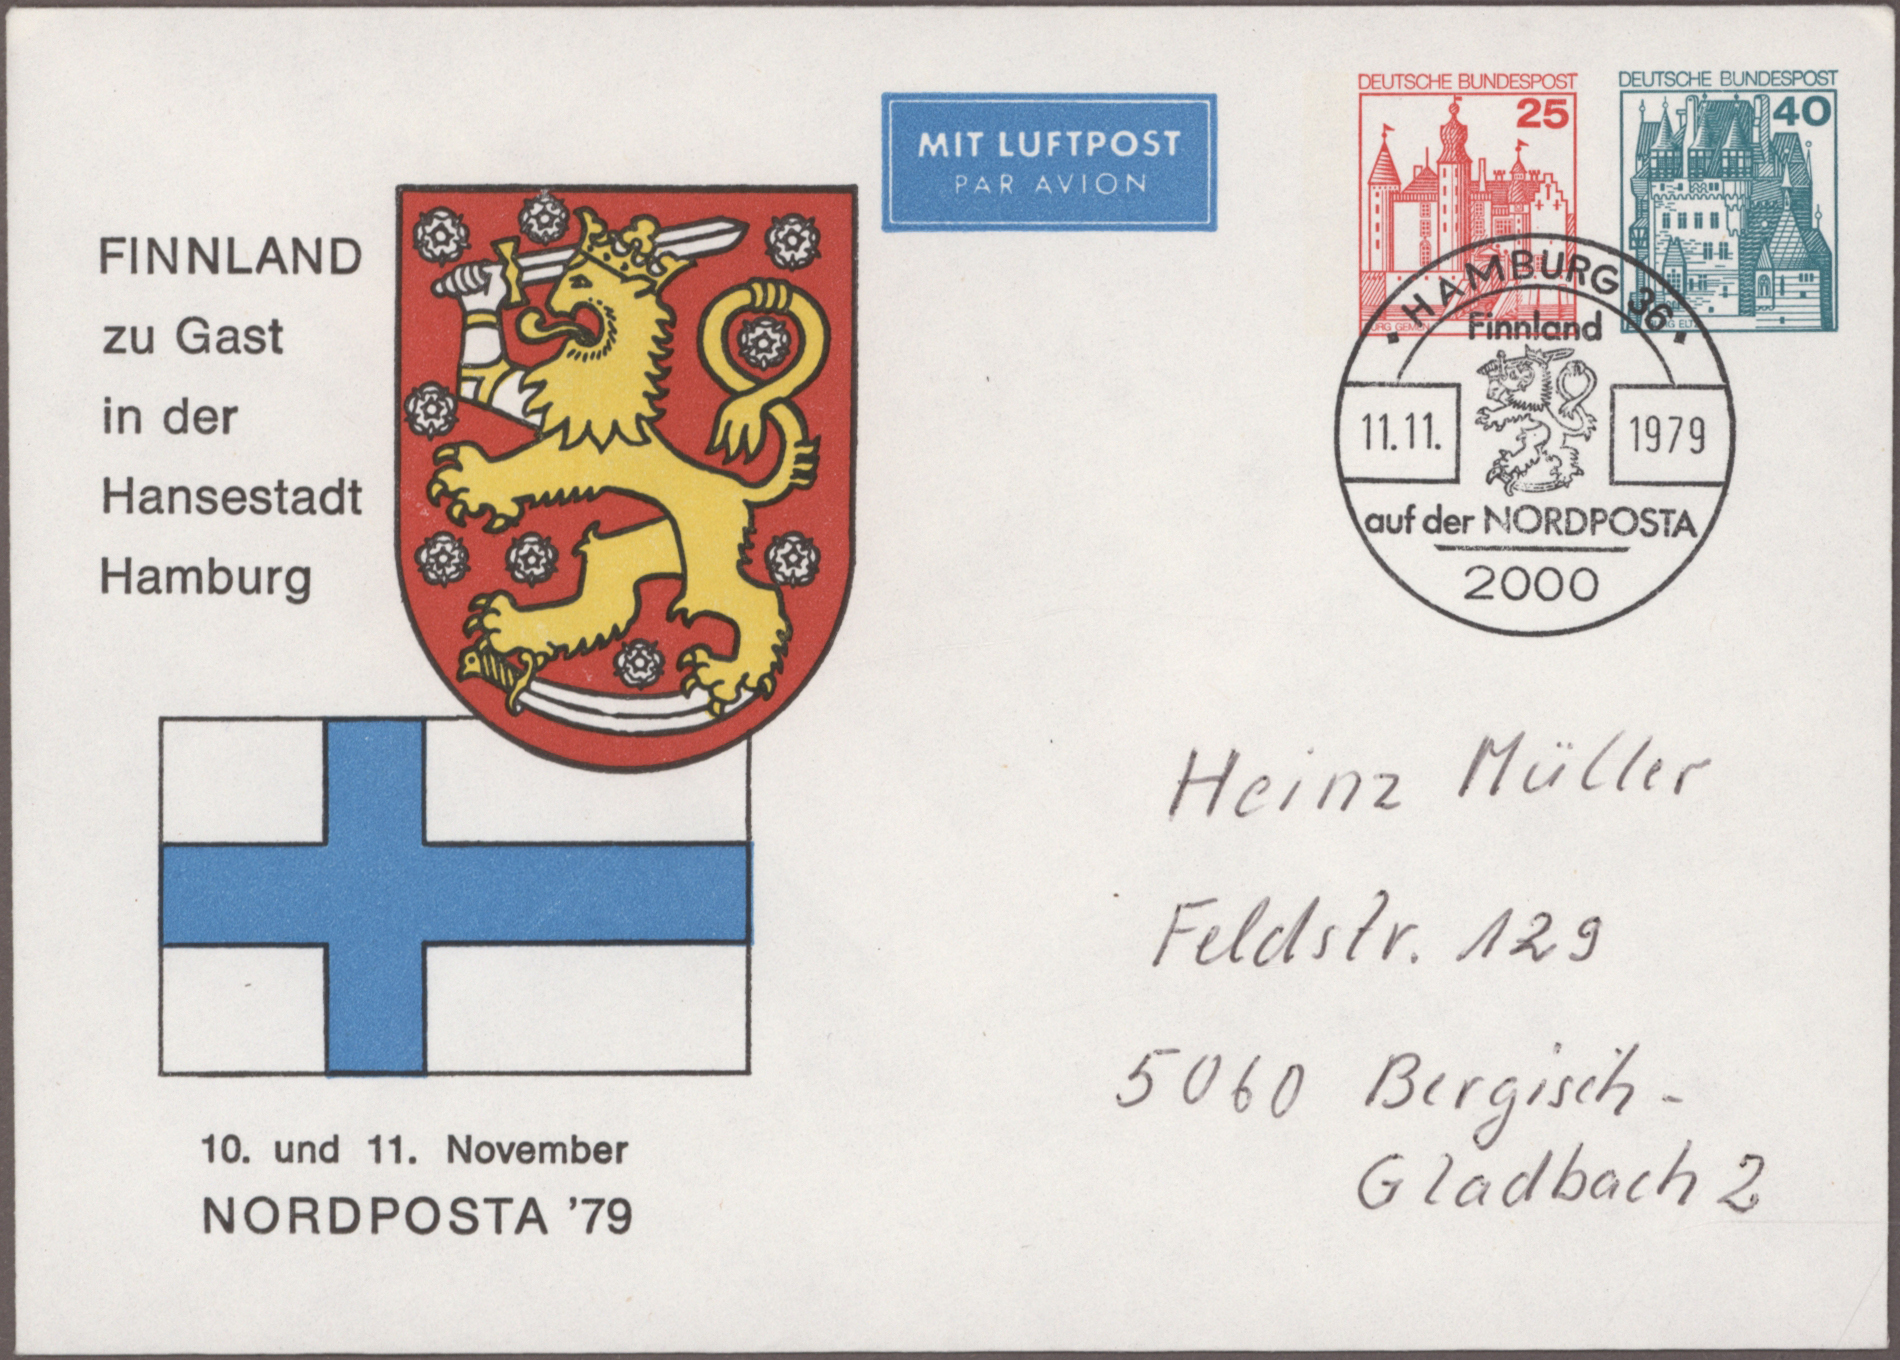 FINNLAND
zu Gast
in der
Hansestadt
Hamburg
MIT LUFTPOST
PAR AVION
DEUTSCHE BUNDESPOST
25
DEUTSCHE BUNDESPOST
40
HAMBURG 36
Finnland
11.11. 1979
auf der NORDPOSTA
2000
Heinz Müller
Feldstr. 129
5060 Bergisch-
Gladbach 2
10. und 11. November
NORDPOSTA '79